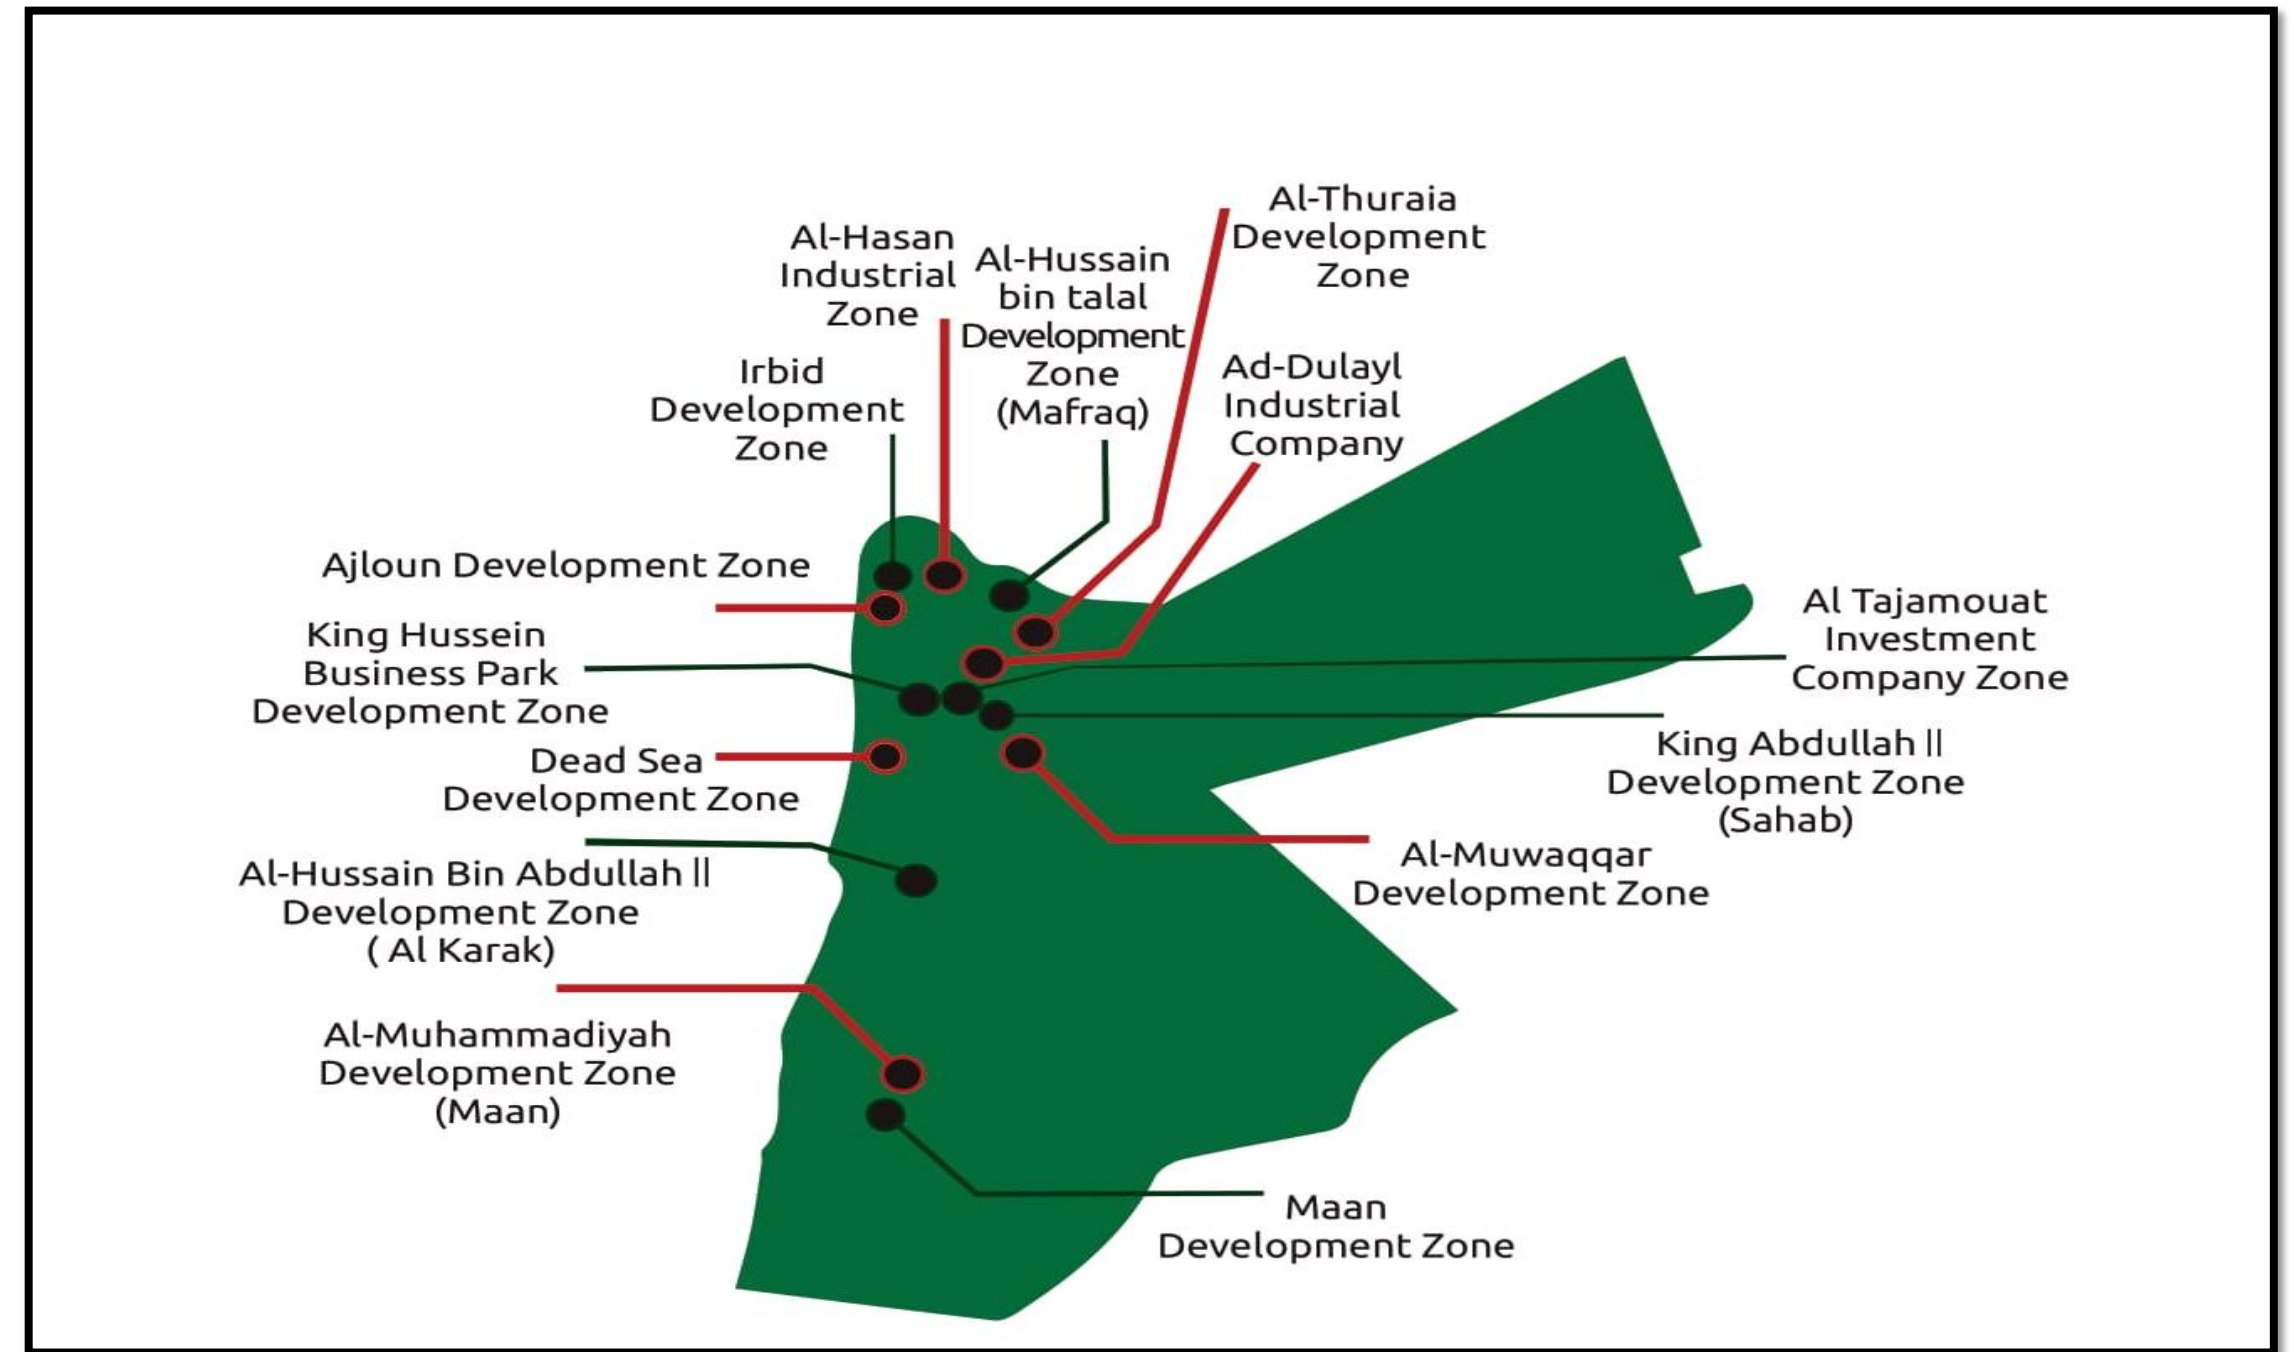 Al-Thuraia
Development
Zone
Al-Hasan
Industrial
Zone
Al-Hussain
bin talal
Development
Zone
(Mafraq)
Irbid
Development
Zone
Ad-Dulayl
Industrial
Company
Ajloun Development Zone
Al Tajamouat
Investment
Company Zone
King Hussein
Business Park
Development Zone
King Abdullah ||
Development Zone
(Sahab)
Dead Sea
Development Zone
Al-Muwaqqar
Development Zone
Al-Hussain Bin Abdullah ||
Development Zone
( Al Karak)
Al-Muhammadiyah
Development Zone
(Maan)
Maan
Development Zone